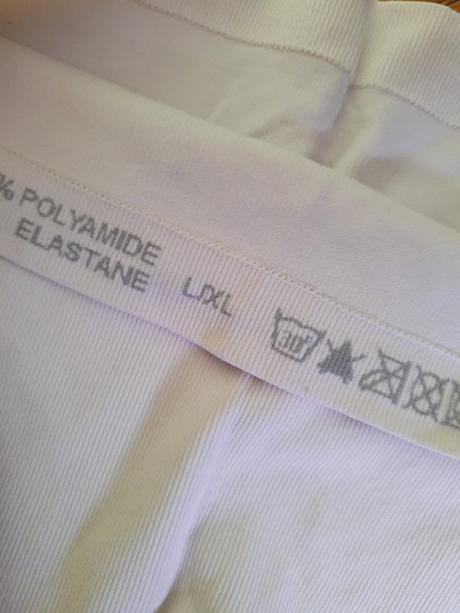 % POLYAMIDE
ELASTANE
L/XL
30°